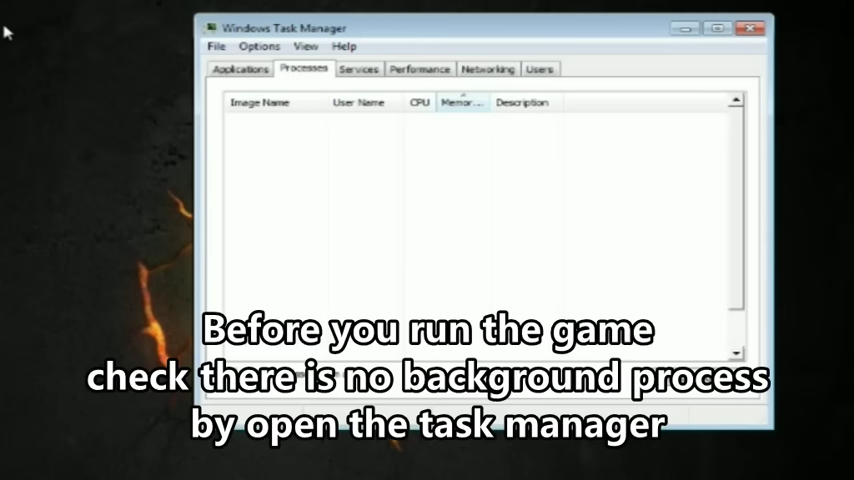 Windows Task Manager
File Options View Help
Applications Processes Services Performance Networking Users
Image Name User Name CPU Memor... Description
Before you run the game
check there is no background process
by open the task manager